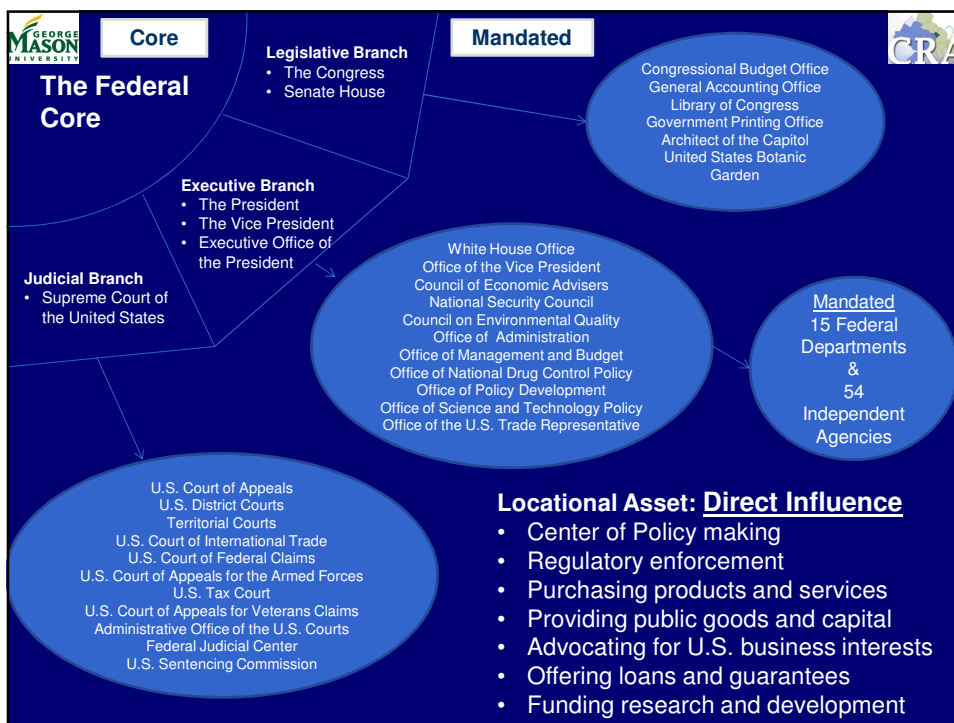 GEORGE
MASON
UNIVERSITY
Core
Mandated
CRA
The Federal
Core
Legislative Branch
• The Congress
• Senate House
Congressional Budget Office
General Accounting Office
Library of Congress
Government Printing Office
Architect of the Capitol
United States Botanic
Garden
Executive Branch
• The President
• The Vice President
• Executive Office of
the President
Judicial Branch
• Supreme Court of
the United States
White House Office
Office of the Vice President
Council of Economic Advisers
National Security Council
Council on Environmental Quality
Office of Administration
Office of Management and Budget
Office of National Drug Control Policy
Office of Policy Development
Office of Science and Technology Policy
Office of the U.S. Trade Representative
Mandated
15 Federal
Departments
&
54
Independent
Agencies
U.S. Court of Appeals
U.S. District Courts
Territorial Courts
U.S. Court of International Trade
U.S. Court of Federal Claims
U.S. Court of Appeals for the Armed Forces
U.S. Tax Court
U.S. Court of Appeals for Veterans Claims
Administrative Office of the U.S. Courts
Federal Judicial Center
U.S. Sentencing Commission
Locational Asset: Direct Influence
• Center of Policy making
• Regulatory enforcement
• Purchasing products and services
• Providing public goods and capital
• Advocating for U.S. business interests
• Offering loans and guarantees
• Funding research and development